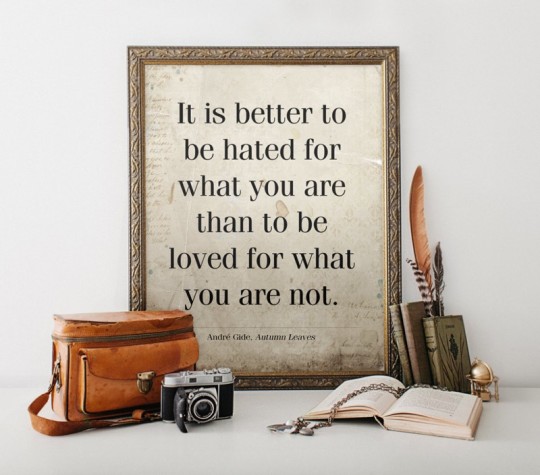 It is better to
be hated for
what you are
than to be
loved for what
you are not.
André Gide, Autumn Leaves